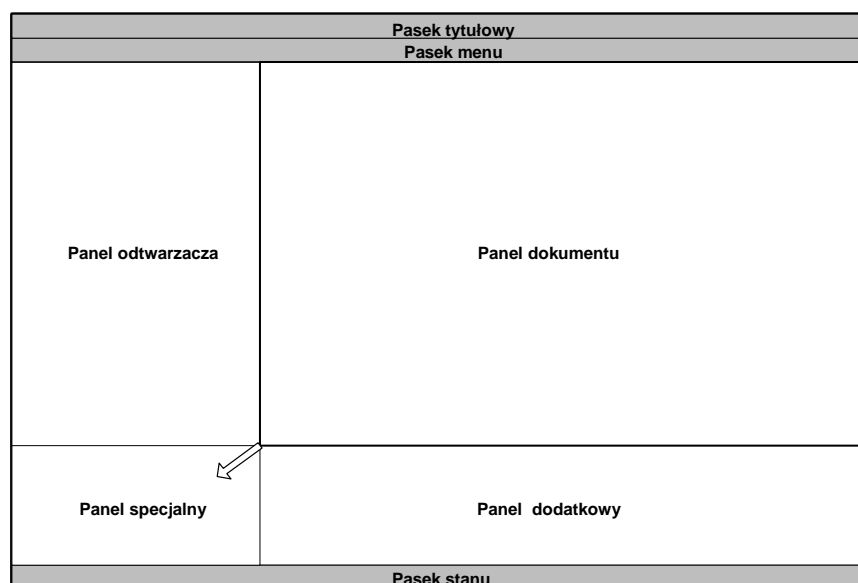 Pasek tytułowy
Pasek menu
Panel odtwarzacza
Panel dokumentu
Panel specjalny
Panel dodatkowy
Pasek stanu